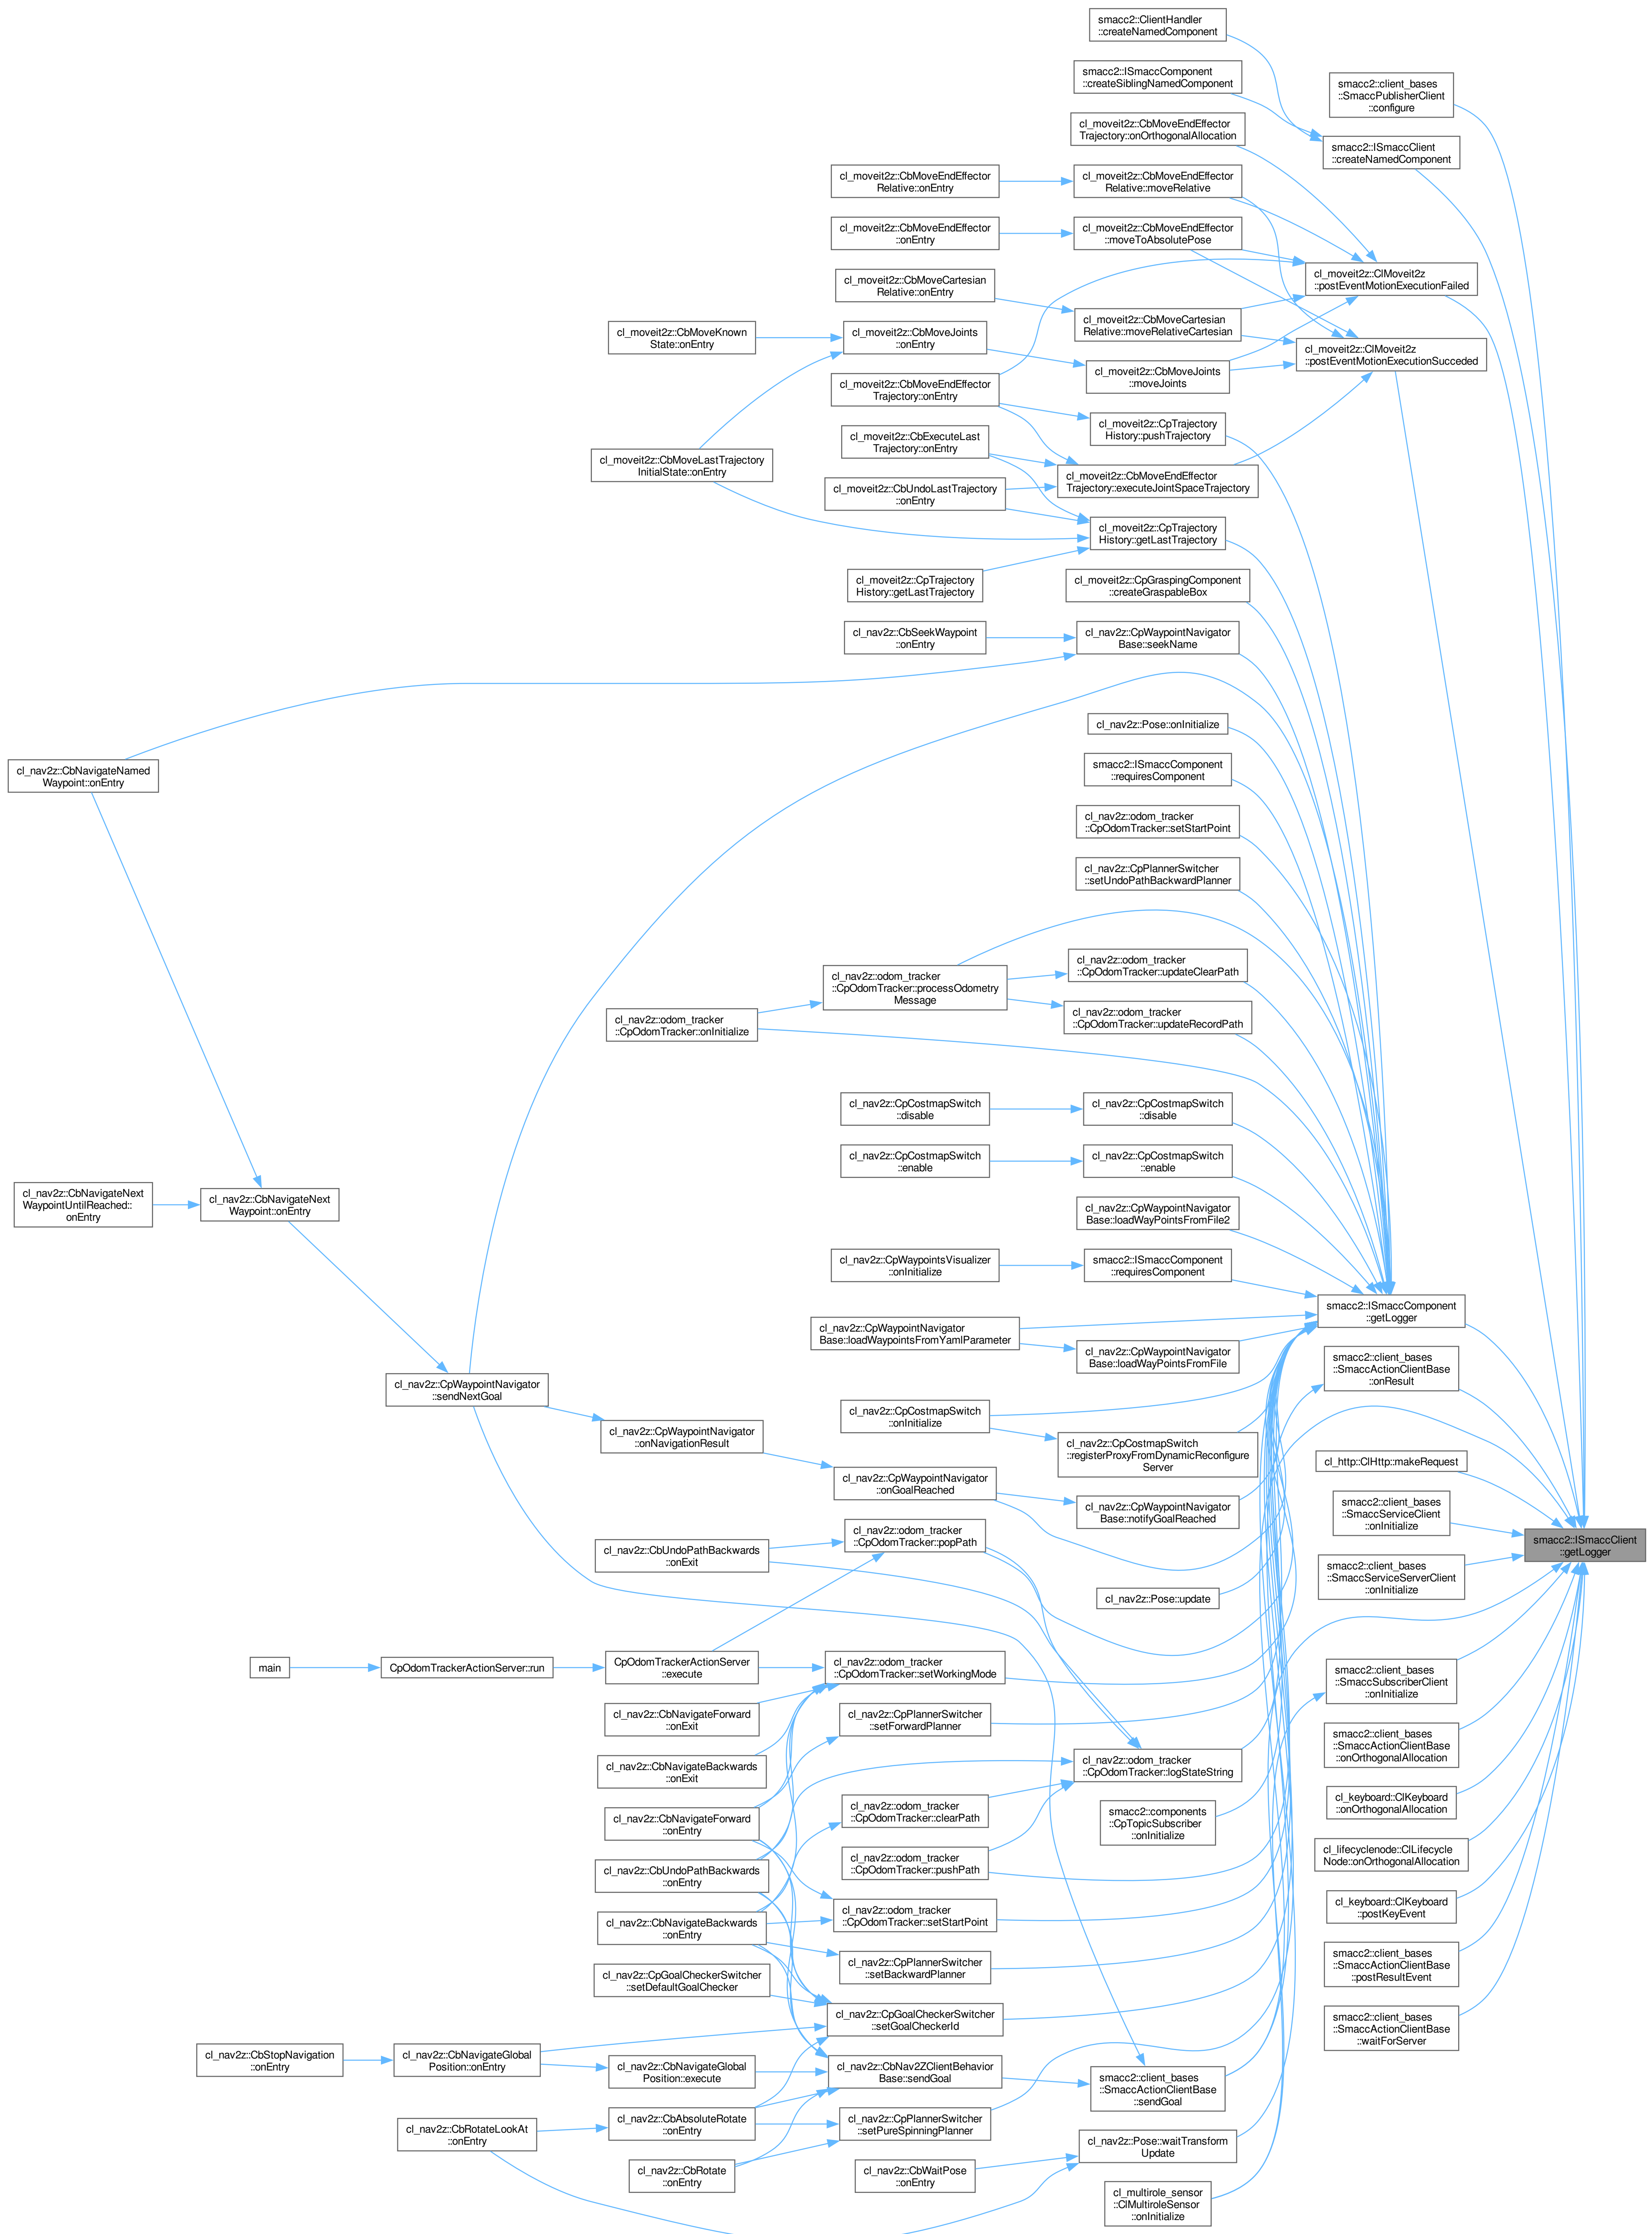 smacc2::ClientHandler
::createNamedComponent
smacc2::ISmaccComponent
::createSiblingNamedComponent
smacc2::client_bases
::SmaccPublisherClient
::configure
cl_moveit2z::CbMoveEndEffector
Trajectory::onOrthogonalAllocation
smacc2::ISmaccClient
::createNamedComponent
cl_moveit2z::CbMoveEndEffector
Relative::onEntry
cl_moveit2z::CbMoveEndEffector
Relative::moveRelative
cl_moveit2z::CbMoveEndEffector
::onEntry
cl_moveit2z::CbMoveEndEffector
::moveToAbsolutePose
cl_moveit2z::ClMoveit2z
::postEventMotionExecutionFailed
cl_moveit2z::CbMoveCartesian
Relative::onEntry
cl_moveit2z::CbMoveCartesian
Relative::moveRelativeCartesian
cl_moveit2z::CbMoveKnown
State::onEntry
cl_moveit2z::CbMoveJoints
::onEntry
cl_moveit2z::ClMoveit2z
::postEventMotionExecutionSucceded
cl_moveit2z::CbMoveJoints
::moveJoints
cl_moveit2z::CbMoveEndEffector
Trajectory::onEntry
cl_moveit2z::CpTrajectory
History::pushTrajectory
cl_moveit2z::CbExecuteLast
Trajectory::onEntry
cl_moveit2z::CbMoveLastTrajectory
InitialState::onEntry
cl_moveit2z::CbMoveEndEffector
Trajectory::executeJointSpaceTrajectory
cl_moveit2z::CbUndoLastTrajectory
::onEntry
cl_moveit2z::CpTrajectory
History::getLastTrajectory
cl_moveit2z::CpTrajectory
History::getLastTrajectory
cl_moveit2z::CpGraspingComponent
::createGraspableBox
cl_nav2z::CbSeekWaypoint
::onEntry
cl_nav2z::CpWaypointNavigator
Base::seekName
cl_nav2z::Pose::onInitialize
cl_nav2z::CbNavigateNamed
Waypoint::onEntry
smacc2::ISmaccComponent
::requiresComponent
cl_nav2z::odom_tracker
::CpOdomTracker::setStartPoint
cl_nav2z::CpPlannerSwitcher
::setUndoPathBackwardPlanner
cl_nav2z::odom_tracker
::CpOdomTracker::updateClearPath
cl_nav2z::odom_tracker
::CpOdomTracker::processOdometry
Message
cl_nav2z::odom_tracker
::CpOdomTracker::onInitialize
cl_nav2z::odom_tracker
::CpOdomTracker::updateRecordPath
cl_nav2z::CpCostmapSwitch
::disable
cl_nav2z::CpCostmapSwitch
::disable
cl_nav2z::CpCostmapSwitch
::enable
cl_nav2z::CpCostmapSwitch
::enable
cl_nav2z::CbNavigateNext
WaypointUntilReached::
onEntry
cl_nav2z::CbNavigateNext
Waypoint::onEntry
cl_nav2z::CpWaypointNavigator
Base::loadWayPointsFromFile2
cl_nav2z::CpWaypointsVisualizer
::onInitialize
smacc2::ISmaccComponent
::requiresComponent
smacc2::ISmaccComponent
::getLogger
cl_nav2z::CpWaypointNavigator
Base::loadWaypointsFromYamlParameter
cl_nav2z::CpWaypointNavigator
Base::loadWayPointsFromFile
smacc2::client_bases
::SmaccActionClientBase
::onResult
cl_nav2z::CpWaypointNavigator
::sendNextGoal
cl_nav2z::CpCostmapSwitch
::onInitialize
cl_nav2z::CpWaypointNavigator
::onNavigationResult
cl_nav2z::CpCostmapSwitch
::registerProxyFromDynamicReconfigure
Server
cl_http::ClHttp::makeRequest
cl_nav2z::CpWaypointNavigator
::onGoalReached
cl_nav2z::CpWaypointNavigator
Base::notifyGoalReached
smacc2::client_bases
::SmaccServiceClient
::onInitialize
smacc2::ISmaccClient
::getLogger
cl_nav2z::odom_tracker
::CpOdomTracker::popPath
cl_nav2z::CbUndoPathBackwards
::onExit
smacc2::client_bases
::SmaccServiceServerClient
::onInitialize
cl_nav2z::Pose::update
main
CpOdomTrackerActionServer::run
CpOdomTrackerActionServer
::execute
cl_nav2z::odom_tracker
::CpOdomTracker::setWorkingMode
smacc2::client_bases
::SmaccSubscriberClient
::onInitialize
cl_nav2z::CbNavigateForward
::onExit
cl_nav2z::CpPlannerSwitcher
::setForwardPlanner
smacc2::client_bases
::SmaccActionClientBase
::onOrthogonalAllocation
cl_nav2z::CbNavigateBackwards
::onExit
cl_nav2z::odom_tracker
::CpOdomTracker::logStateString
cl_nav2z::CbNavigateForward
::onEntry
cl_nav2z::odom_tracker
::CpOdomTracker::clearPath
smacc2::components
::CpTopicSubscriber
::onInitialize
cl_keyboard::ClKeyboard
::onOrthogonalAllocation
cl_nav2z::CbUndoPathBackwards
::onEntry
cl_nav2z::odom_tracker
::CpOdomTracker::pushPath
cl_lifecyclenode::ClLifecycle
Node::onOrthogonalAllocation
cl_nav2z::CbNavigateBackwards
::onEntry
cl_nav2z::odom_tracker
::CpOdomTracker::setStartPoint
cl_keyboard::ClKeyboard
::postKeyEvent
cl_nav2z::CpGoalCheckerSwitcher
::setDefaultGoalChecker
cl_nav2z::CpPlannerSwitcher
::setBackwardPlanner
smacc2::client_bases
::SmaccActionClientBase
::postResultEvent
cl_nav2z::CpGoalCheckerSwitcher
::setGoalCheckerId
smacc2::client_bases
::SmaccActionClientBase
::waitForServer
cl_nav2z::CbStopNavigation
::onEntry
cl_nav2z::CbNavigateGlobal
Position::onEntry
cl_nav2z::CbNavigateGlobal
Position::execute
cl_nav2z::CbNav2ZClientBehavior
Base::sendGoal
smacc2::client_bases
::SmaccActionClientBase
::sendGoal
cl_nav2z::CbRotateLookAt
::onEntry
cl_nav2z::CbAbsoluteRotate
::onEntry
cl_nav2z::CpPlannerSwitcher
::setPureSpinningPlanner
cl_nav2z::Pose::waitTransform
Update
cl_nav2z::CbRotate
::onEntry
cl_nav2z::CbWaitPose
::onEntry
cl_multirole_sensor
::ClMultiroleSensor
::onInitialize